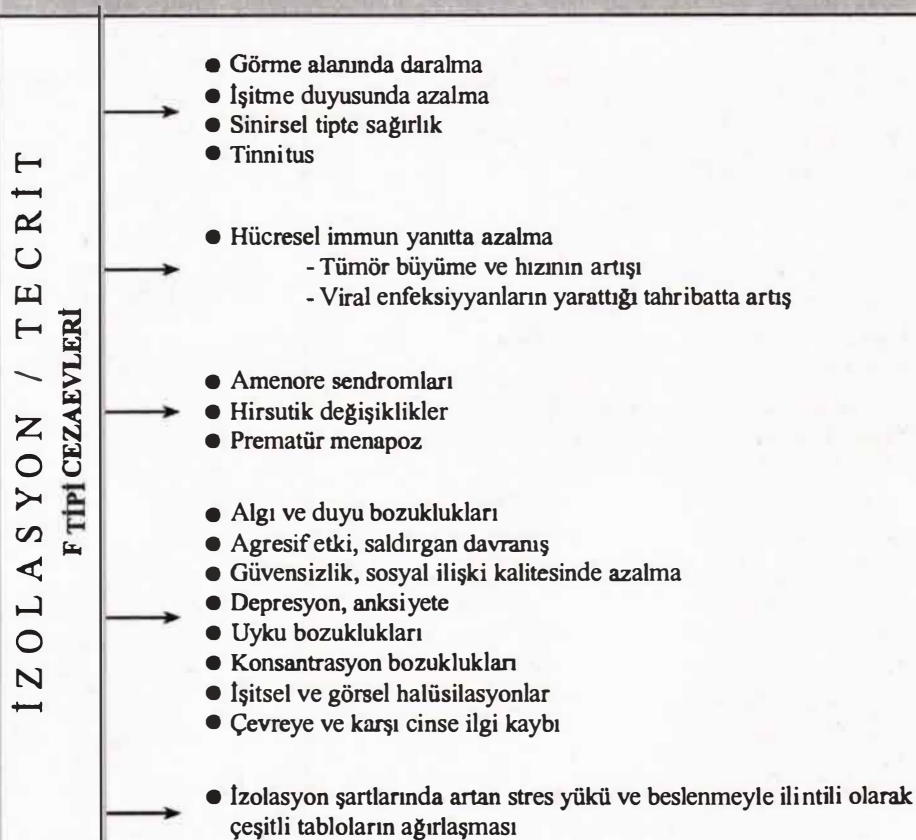 İZOLASYON / TECRİT
F TİPİ CEZAEVLERİ
● Görme alanında daralma
● İşitme duyusunda azalma
● Sinirsel tipte sağırlık
● Tinnitus
● Hücresel immun yanıtta azalma
- Tümör büyüme ve hızının artışı
- Viral enfeksiyyanların yarattığı tahribatta artış
● Amenore sendromları
● Hirsutik değişiklikler
● Prematür menapoz
● Algı ve duyu bozuklukları
● Agresif etki, saldırgan davranış
● Güvensizlik, sosyal ilişki kalitesinde azalma
● Depresyon, anksiyete
● Uyku bozuklukları
● Konsantrasyon bozuklukları
● İşitsel ve görsel halüsilasyonlar
● Çevreye ve karşı cinse ilgi kaybı
● İzolasyon şartlarında artan stres yükü ve beslenmeyle ilintili olarak
çeşitli tabloların ağırlaşması